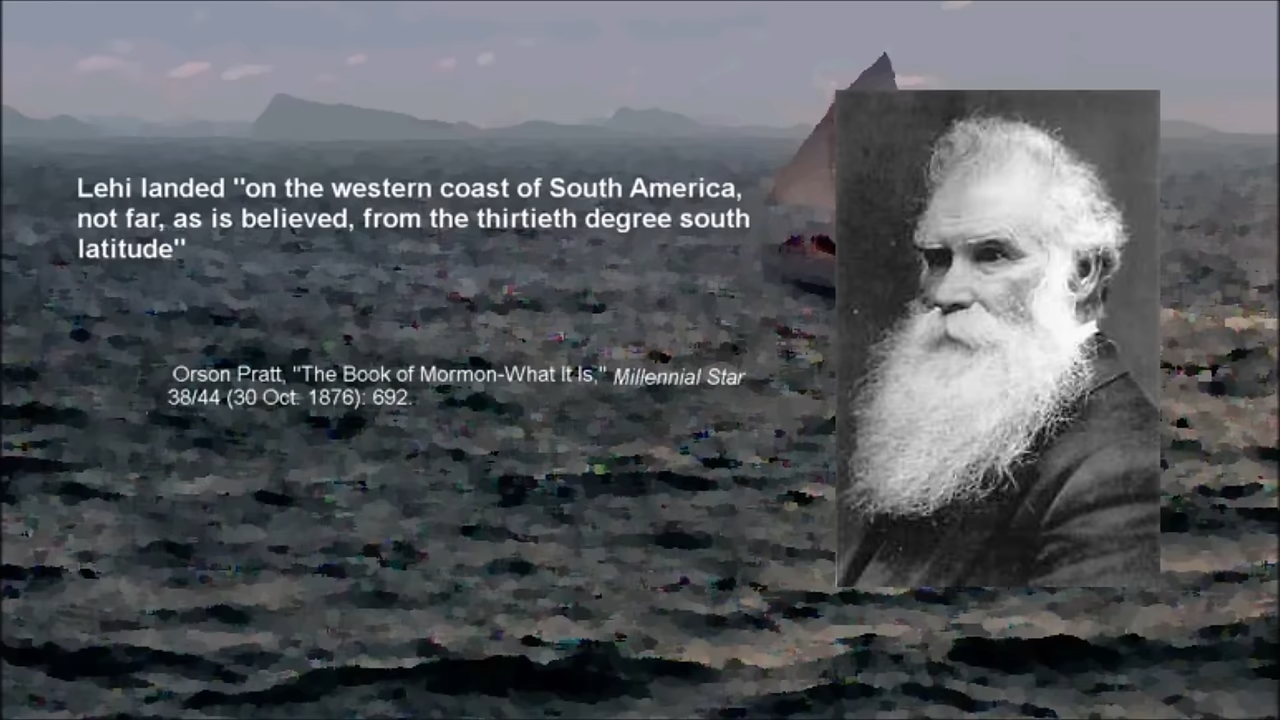 Lehi landed "on the western coast of South America,
not far, as is believed, from the thirtieth degree south
latitude"
Orson Pratt, "The Book of Mormon-What It Is," Millennial Star
38/44 (30 Oct. 1876): 692.